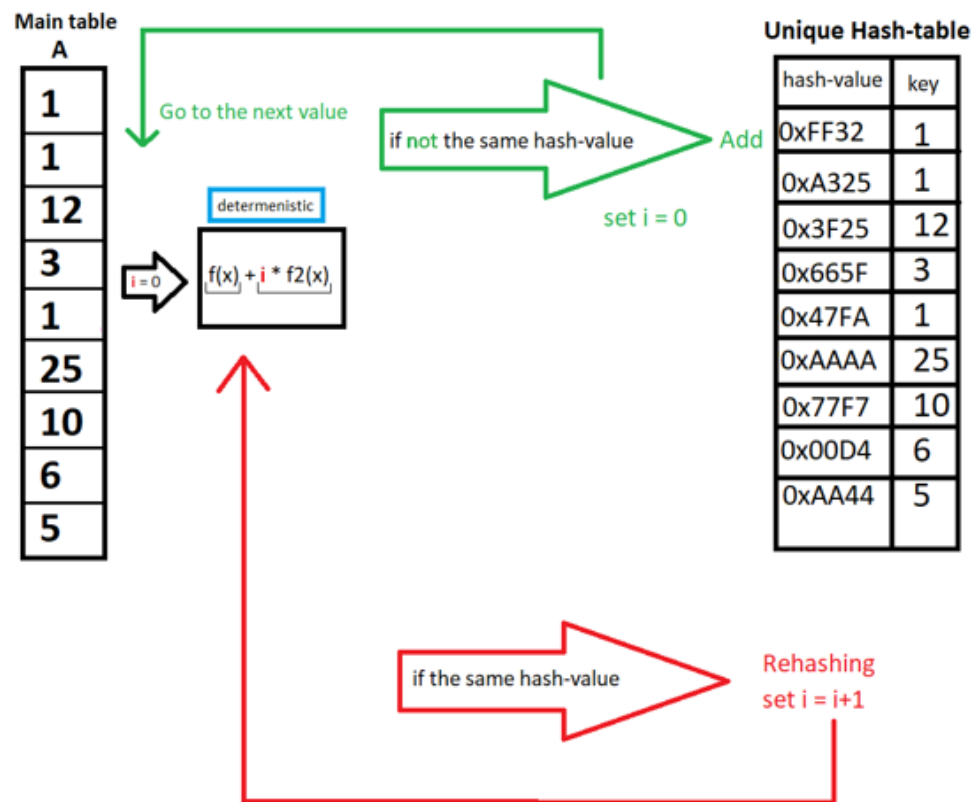 Main table
A
1
1
12
3
1
25
10
6
5
Go to the next value
determenistic
i = 0
f(x) + i * f2(x)
if not the same hash-value
Add
set i = 0
if the same hash-value
Rehashing
set i = i+1
Unique Hash-table
hash-value key
0xFF32 1
0xA325 1
0x3F25 12
0x665F 3
0x47FA 1
0xAAAA 25
0x77F7 10
0x00D4 6
0xAA44 5